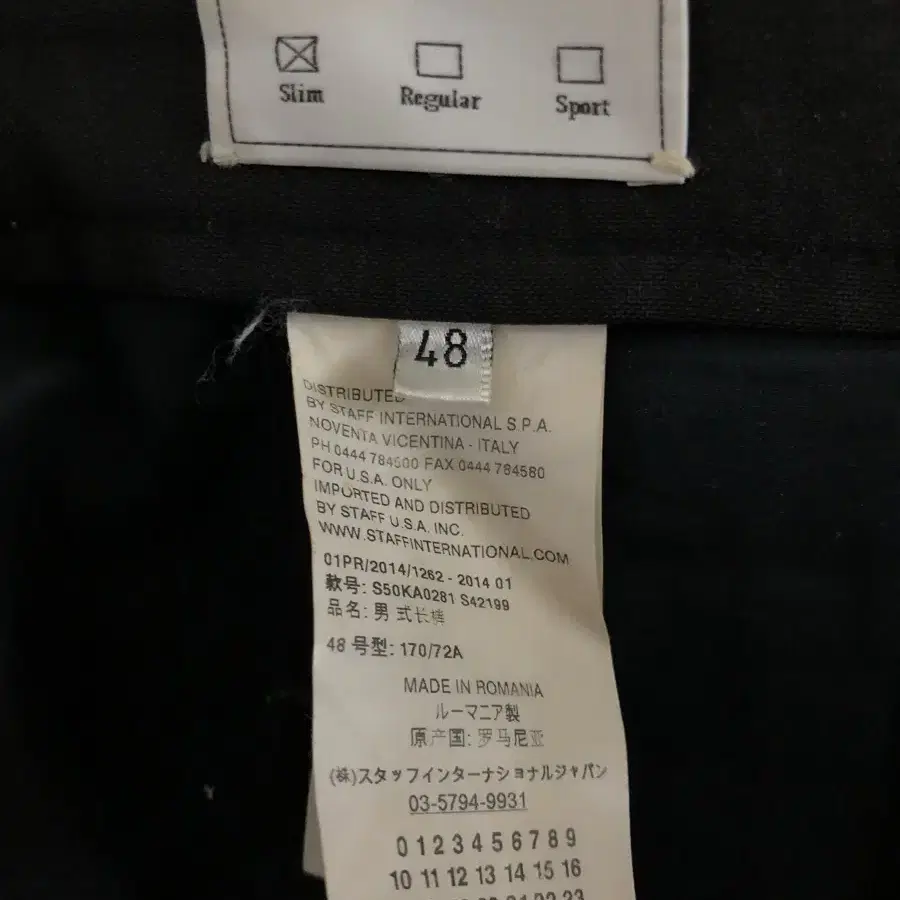 Slim Regular Sport
48
DISTRIBUTED
BY STAFF INTERNATIONAL S.P.A.
NOVENTA VICENTINA - ITALY
PH 0444 784500 FAX 0444 784560
FOR U.S.A. ONLY
IMPORTED AND DISTRIBUTED
BY STAFF U.S.A. INC.
WWW.STAFFINTERNATIONAL.COM
01PR/2014/1262 - 2014 01
款号: S50KA0281 S42199
品名: 男式长裤
48 号型: 170/72A
MADE IN ROMANIA
ルーマニア製
原产国: 罗马尼亚
(株)スタッフインターナショナルジャパン
03-5794-9931
0 1 2 3 4 5 6 7 8 9
10 11 12 13 14 15 16
22 23